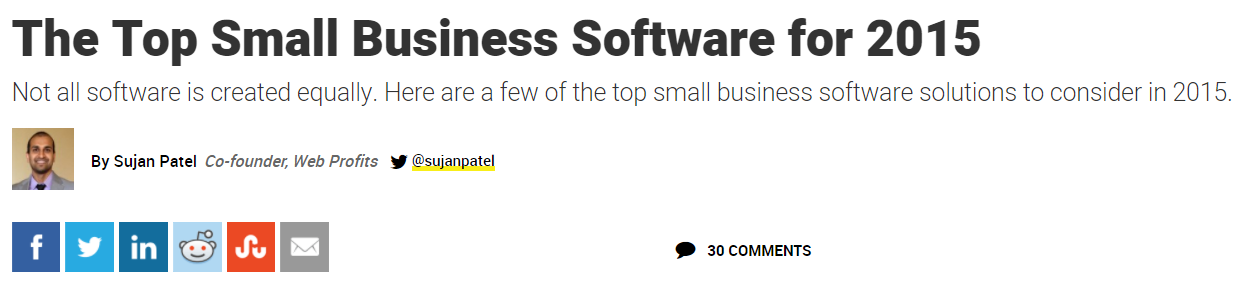 The Top Small Business Software for 2015
Not all software is created equally. Here are a few of the top small business software solutions to consider in 2015.
By Sujan Patel Co-founder, Web Profits @sujanpatel
f in 30 COMMENTS